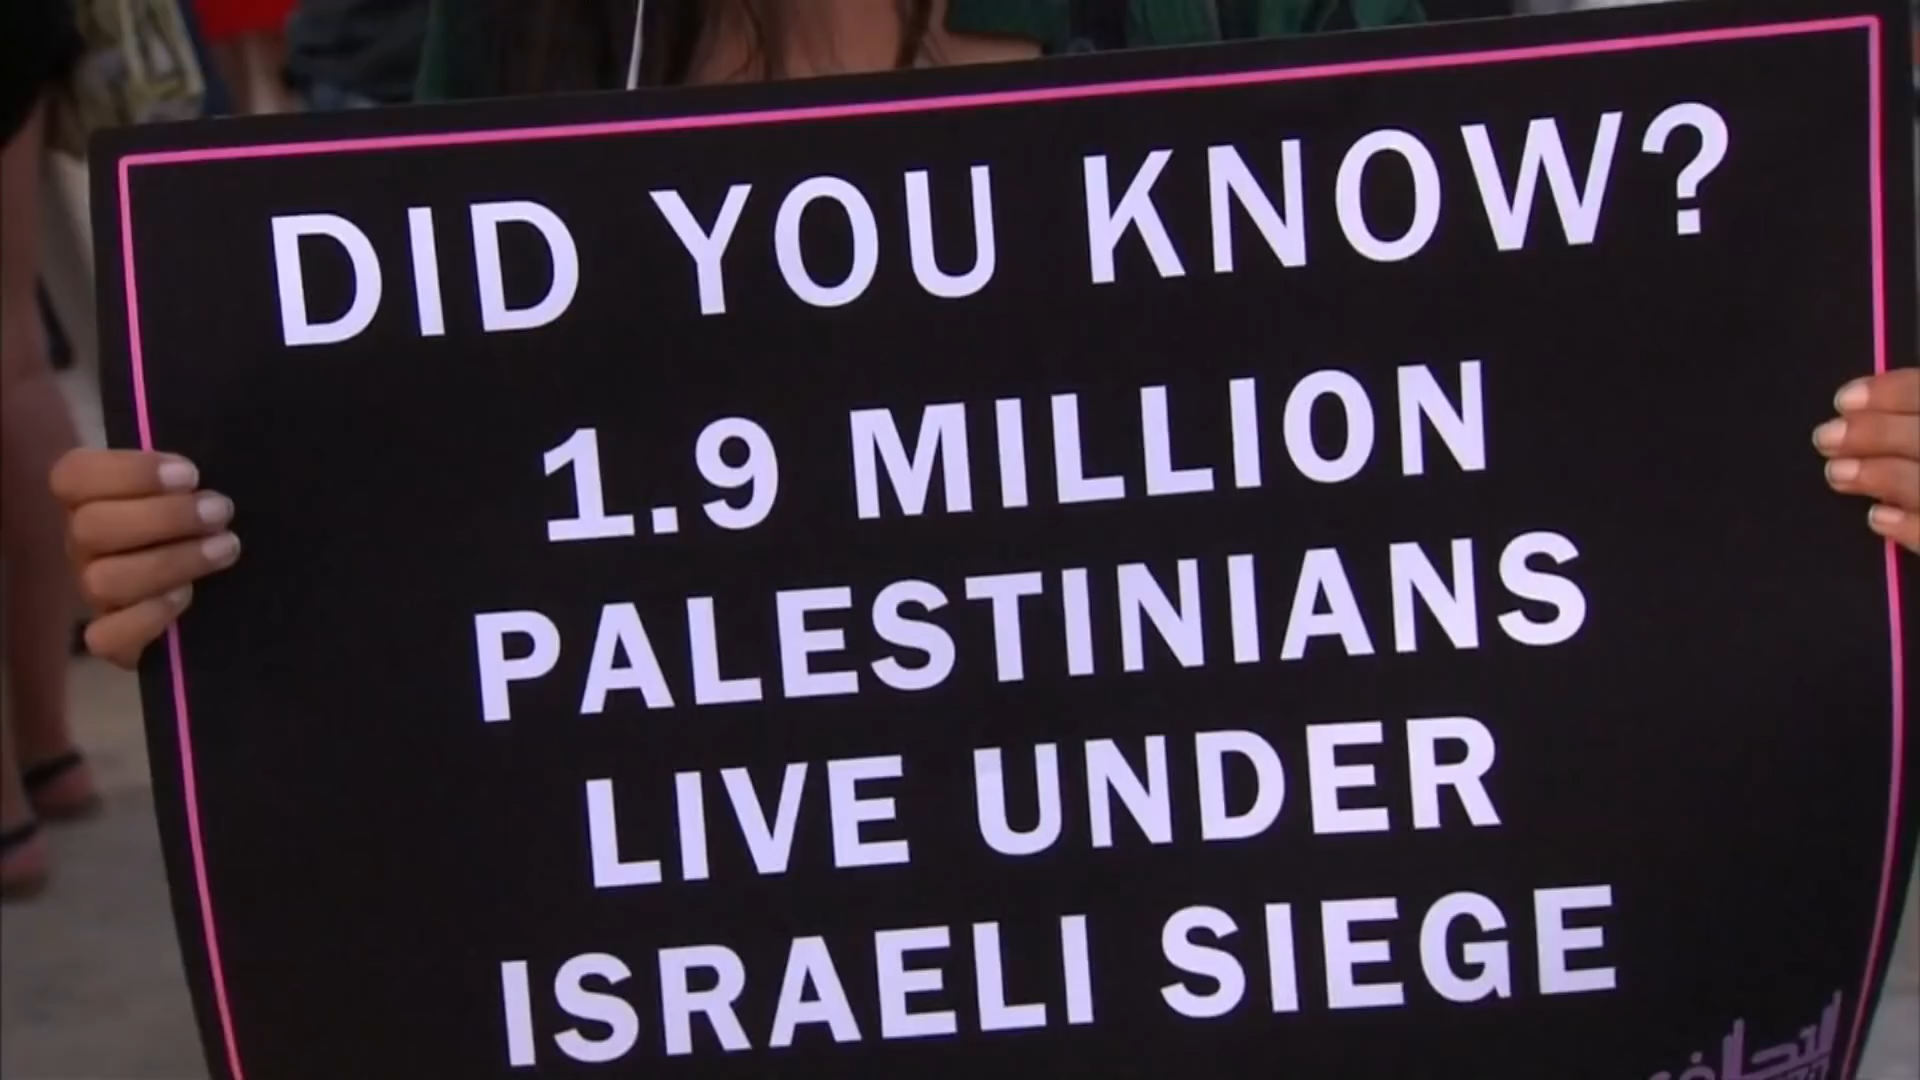 DID YOU KNOW?
1.9 MILLION
PALESTINIANS
LIVE UNDER
ISRAELI SIEGE